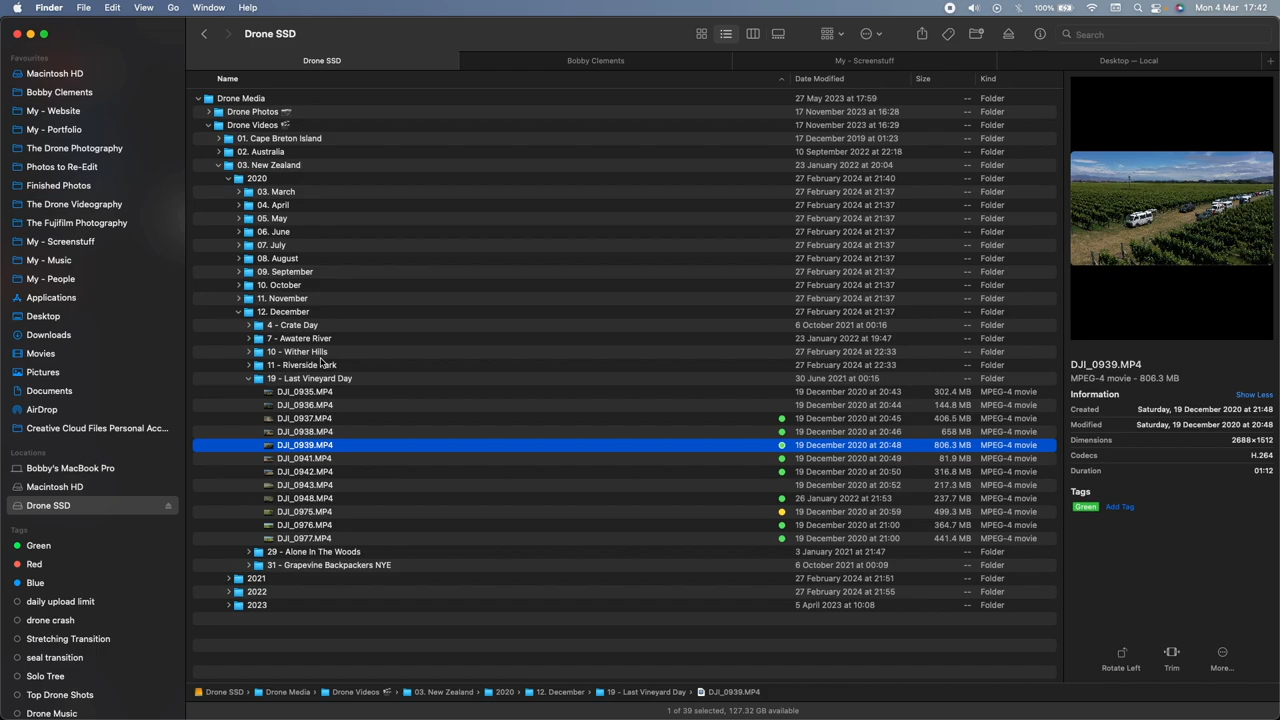 Finder File Edit View Go Window Help 100% Mon 4 Mar 17:42
Drone SSD
Search
Drone SSD Bobby Clements My - Screenstuff Desktop — Local
Favourites
Macintosh HD
Bobby Clements
My - Website
My - Portfolio
The Drone Photography
Photos to Re-Edit
Finished Photos
The Drone Videography
The Fujifilm Photography
My - Screenstuff
My - Music
My - People
Applications
Desktop
Downloads
Movies
Pictures
Documents
AirDrop
Creative Cloud Files Personal Acc...
Locations
Bobby's MacBook Pro
Macintosh HD
Drone SSD
Tags
Green
Red
Blue
daily upload limit
drone crash
Stretching Transition
seal transition
Solo Tree
Top Drone Shots
Drone Music
Name Date Modified Size Kind
Drone Media 27 May 2023 at 17:59 -- Folder
Drone Photos 17 November 2023 at 16:28 -- Folder
Drone Videos 17 November 2023 at 16:29 -- Folder
01. Cape Breton Island 17 December 2019 at 01:23 -- Folder
02. Australia 10 September 2022 at 22:18 -- Folder
03. New Zealand 23 January 2022 at 20:04 -- Folder
2020 27 February 2024 at 21:40 -- Folder
03. March 27 February 2024 at 21:37 -- Folder
04. April 27 February 2024 at 21:37 -- Folder
05. May 27 February 2024 at 21:37 -- Folder
06. June 27 February 2024 at 21:37 -- Folder
07. July 27 February 2024 at 21:37 -- Folder
08. August 27 February 2024 at 21:37 -- Folder
09. September 27 February 2024 at 21:37 -- Folder
10. October 27 February 2024 at 21:37 -- Folder
11. November 27 February 2024 at 21:37 -- Folder
12. December 27 February 2024 at 21:37 -- Folder
4 - Crate Day 6 October 2021 at 00:16 -- Folder
7 - Awatere River 23 January 2022 at 19:47 -- Folder
10 - Wither Hills 27 February 2024 at 22:33 -- Folder
11 - Riverside Park 27 February 2024 at 22:33 -- Folder
19 - Last Vineyard Day 30 June 2021 at 00:15 -- Folder
DJI_0935.MP4 19 December 2020 at 20:43 302.4 MB MPEG-4 movie
DJI_0936.MP4 19 December 2020 at 20:44 144.8 MB MPEG-4 movie
DJI_0937.MP4 19 December 2020 at 20:45 406.5 MB MPEG-4 movie
DJI_0938.MP4 19 December 2020 at 20:46 658 MB MPEG-4 movie
DJI_0939.MP4 19 December 2020 at 20:48 806.3 MB MPEG-4 movie
DJI_0941.MP4 19 December 2020 at 20:49 81.9 MB MPEG-4 movie
DJI_0942.MP4 19 December 2020 at 20:50 316.8 MB MPEG-4 movie
DJI_0943.MP4 19 December 2020 at 20:52 217.3 MB MPEG-4 movie
DJI_0948.MP4 26 January 2022 at 21:53 237.7 MB MPEG-4 movie
DJI_0975.MP4 19 December 2020 at 20:59 499.3 MB MPEG-4 movie
DJI_0976.MP4 19 December 2020 at 21:00 364.7 MB MPEG-4 movie
DJI_0977.MP4 19 December 2020 at 21:00 441.4 MB MPEG-4 movie
29 - Alone In The Woods 3 January 2021 at 21:47 -- Folder
31 - Grapevine Backpackers NYE 6 October 2021 at 00:09 -- Folder
2021 27 February 2024 at 21:51 -- Folder
2022 27 February 2024 at 21:55 -- Folder
2023 5 April 2023 at 10:08 -- Folder
DJI_0939.MP4
MPEG-4 movie - 806.3 MB
Information Show Less
Created Saturday, 19 December 2020 at 21:48
Modified Saturday, 19 December 2020 at 21:48
Dimensions 2688×1512
Codecs H.264
Duration 01:12
Tags
Green Add Tag
Rotate Left Trim More...
Drone SSD › Drone Media › Drone Videos › 03. New Zealand › 2020 › 12. December › 19 - Last Vineyard Day › DJI_0939.MP4
1 of 39 selected, 127.32 GB available